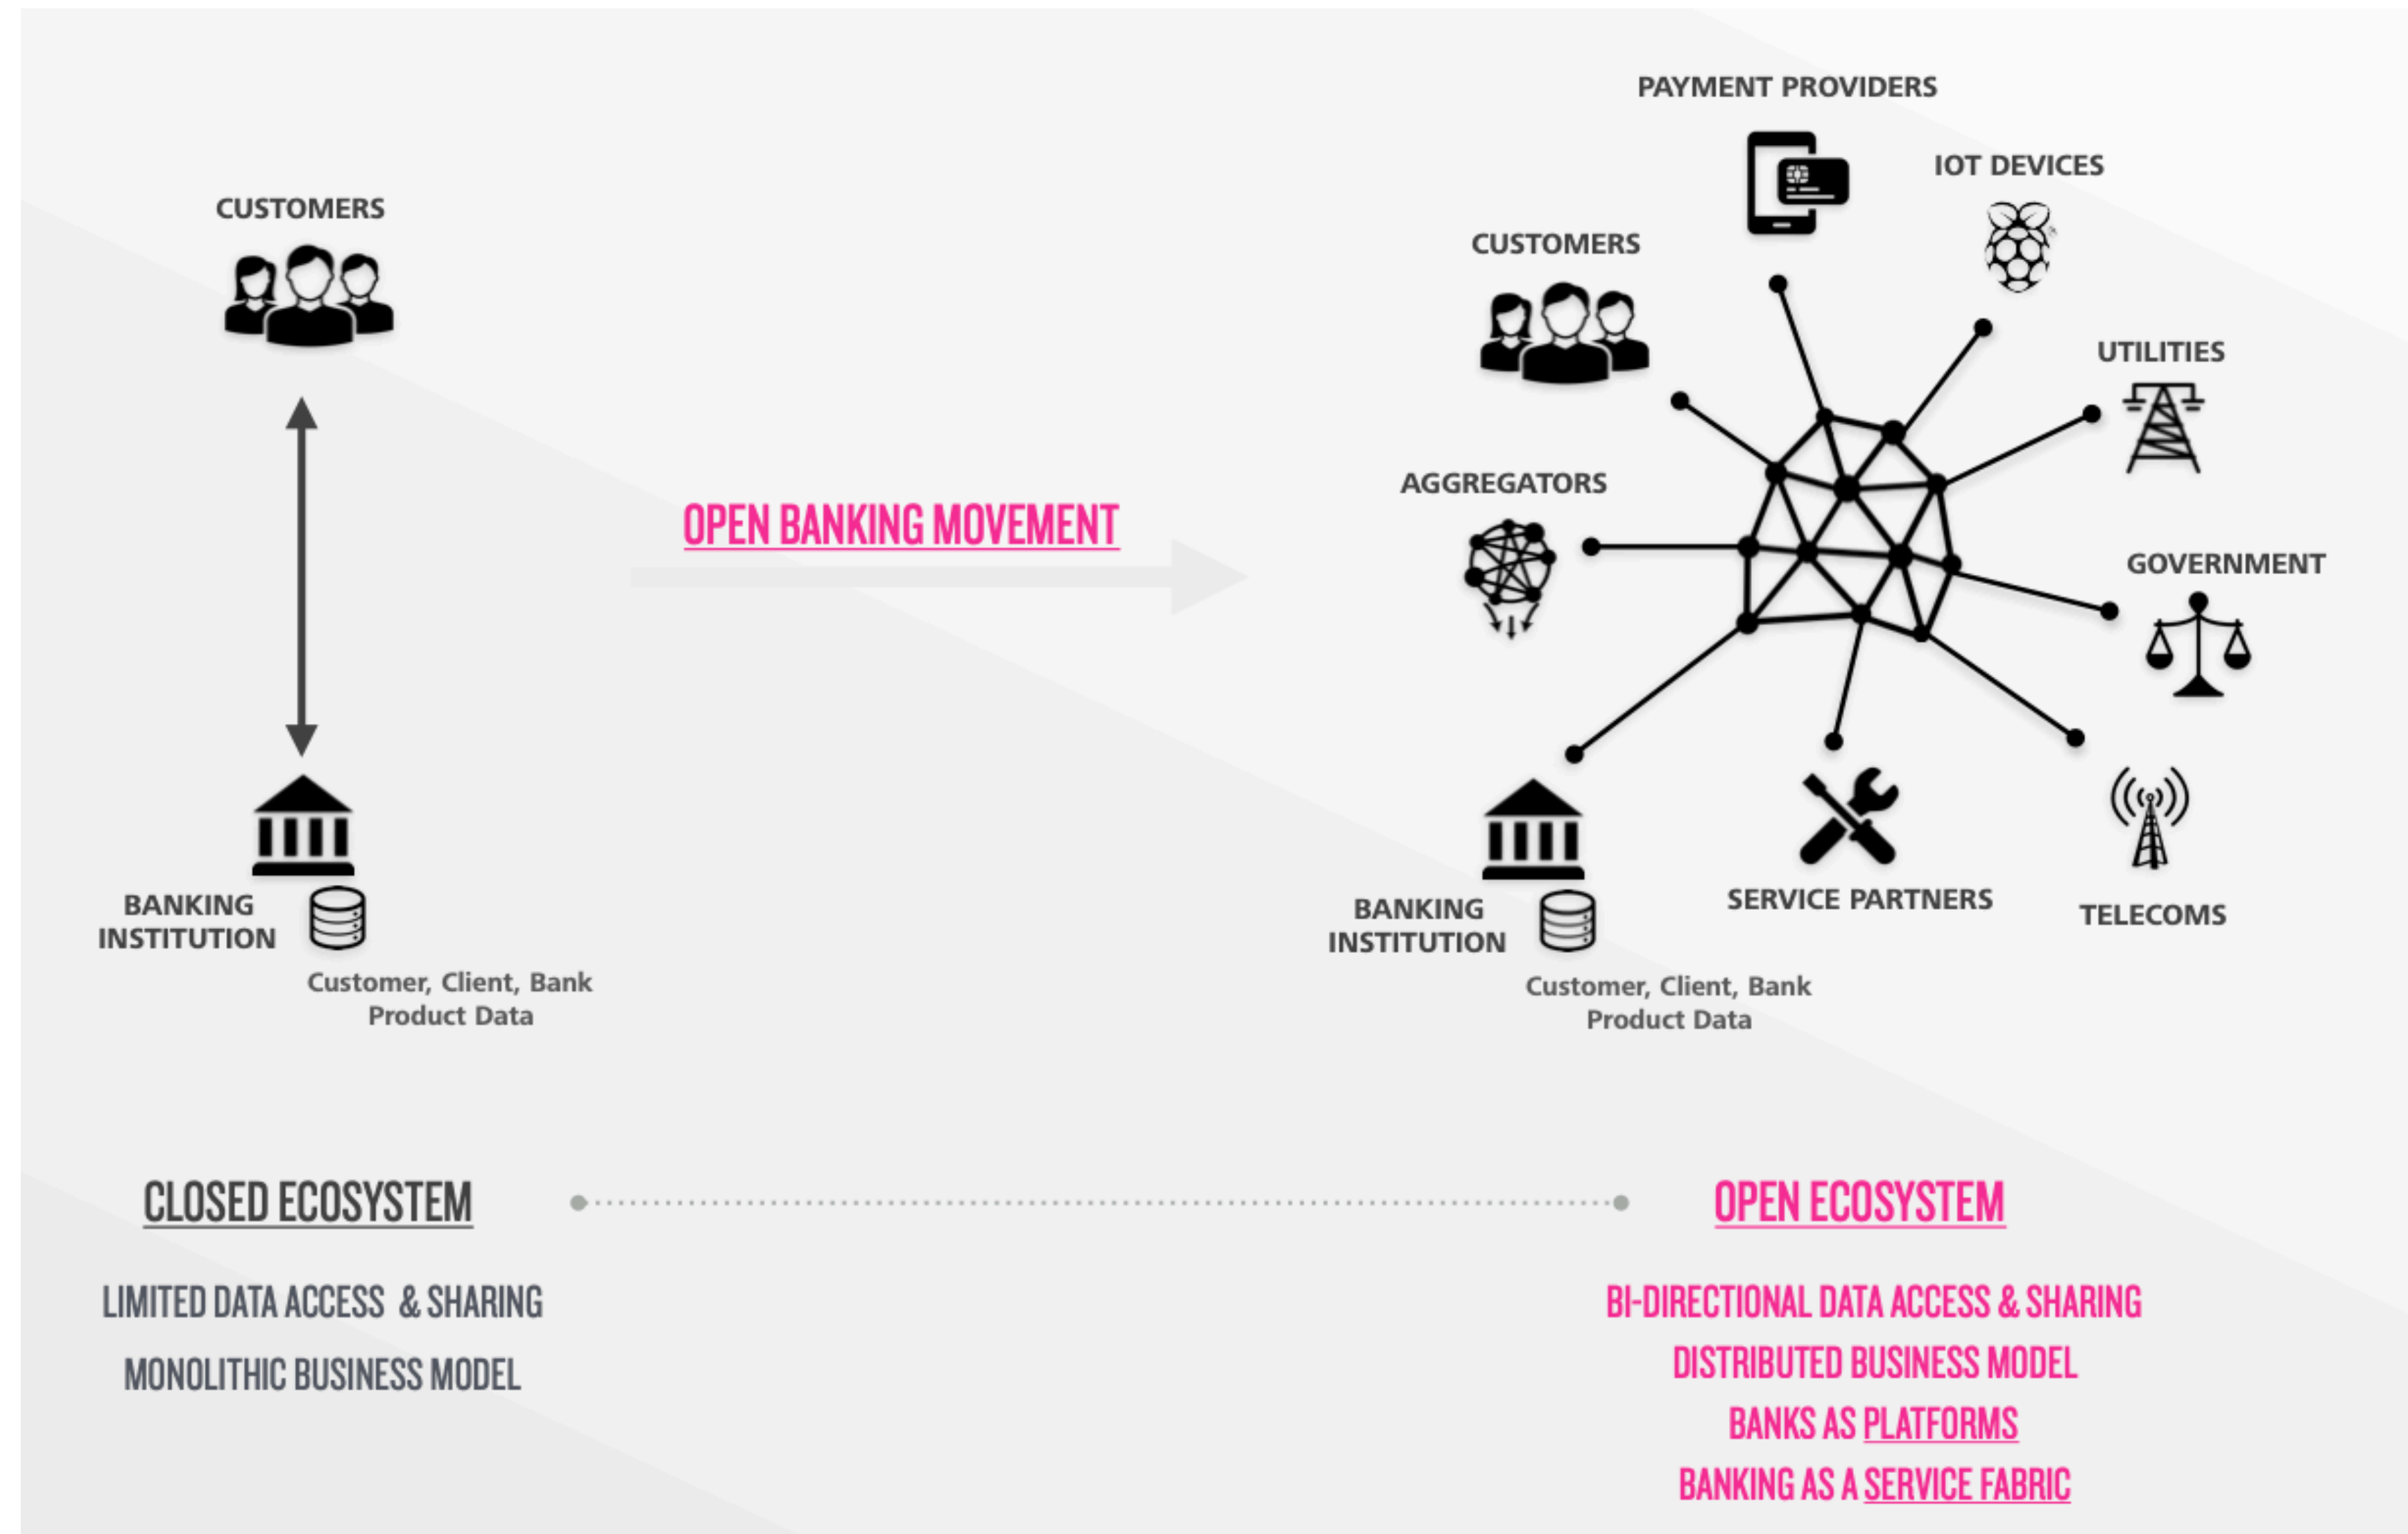 CUSTOMERS
BANKING
INSTITUTION
Customer, Client, Bank
Product Data
OPEN BANKING MOVEMENT
PAYMENT PROVIDERS
IOT DEVICES
CUSTOMERS
UTILITIES
AGGREGATORS
GOVERNMENT
BANKING
INSTITUTION
Customer, Client, Bank
Product Data
SERVICE PARTNERS
TELECOMS
CLOSED ECOSYSTEM
LIMITED DATA ACCESS & SHARING
MONOLITHIC BUSINESS MODEL
OPEN ECOSYSTEM
BI-DIRECTIONAL DATA ACCESS & SHARING
DISTRIBUTED BUSINESS MODEL
BANKS AS PLATFORMS
BANKING AS A SERVICE FABRIC